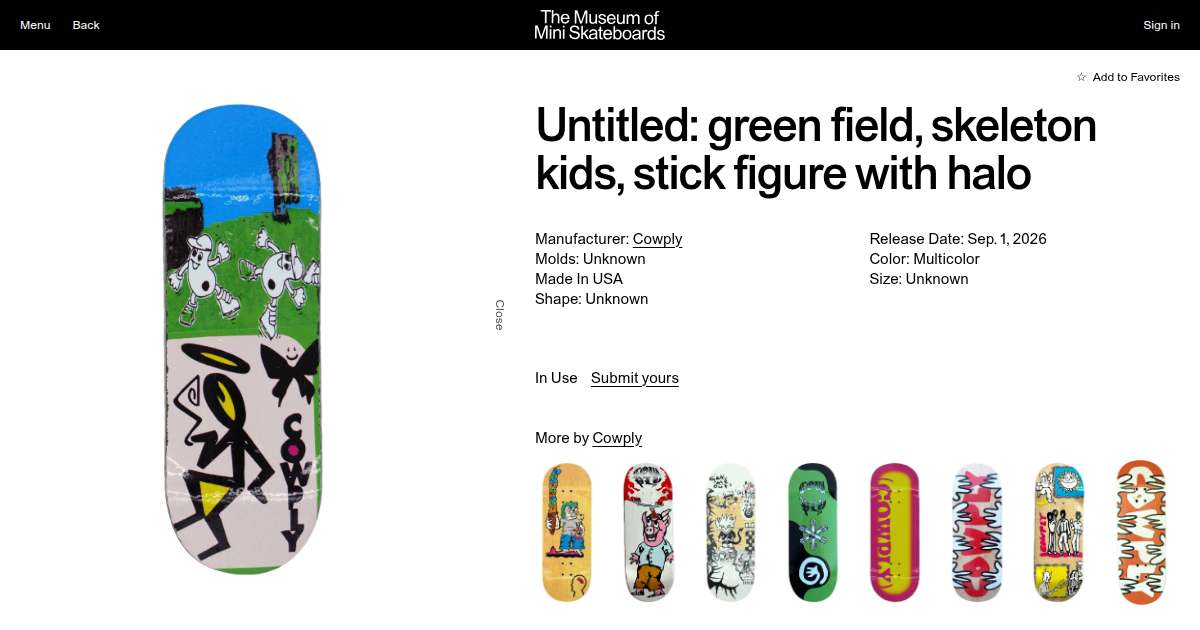 Menu
Back
The Museum of
Mini Skateboards
Sign in
☆ Add to Favorites
Untitled: green field, skeleton
kids, stick figure with halo
Manufacturer: Cowply
Molds: Unknown
Made In USA
Shape: Unknown
Release Date: Sep. 1, 2026
Color: Multicolor
Size: Unknown
Close
In Use
Submit yours
More by Cowply
COWPLY